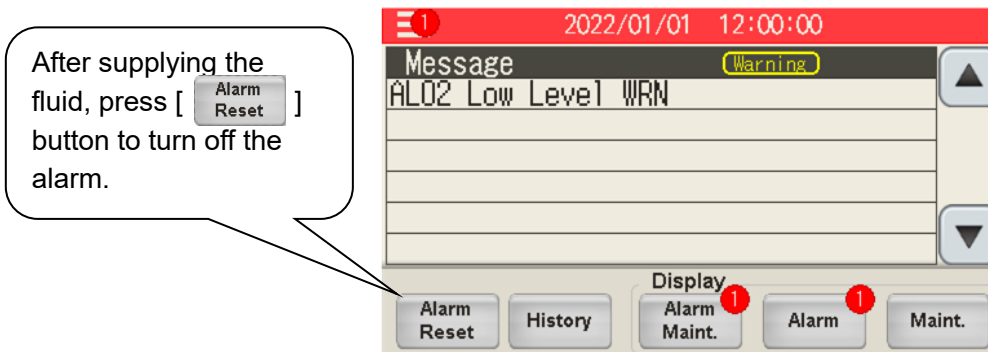 After supplying the
fluid, press [ Alarm Reset ]
button to turn off the
alarm.
1 2022/01/01 12:00:00
Message (Warning)
AL02 Low Level WRN
Display
Alarm Reset
History
Alarm Maint. 1
Alarm 1
Maint.